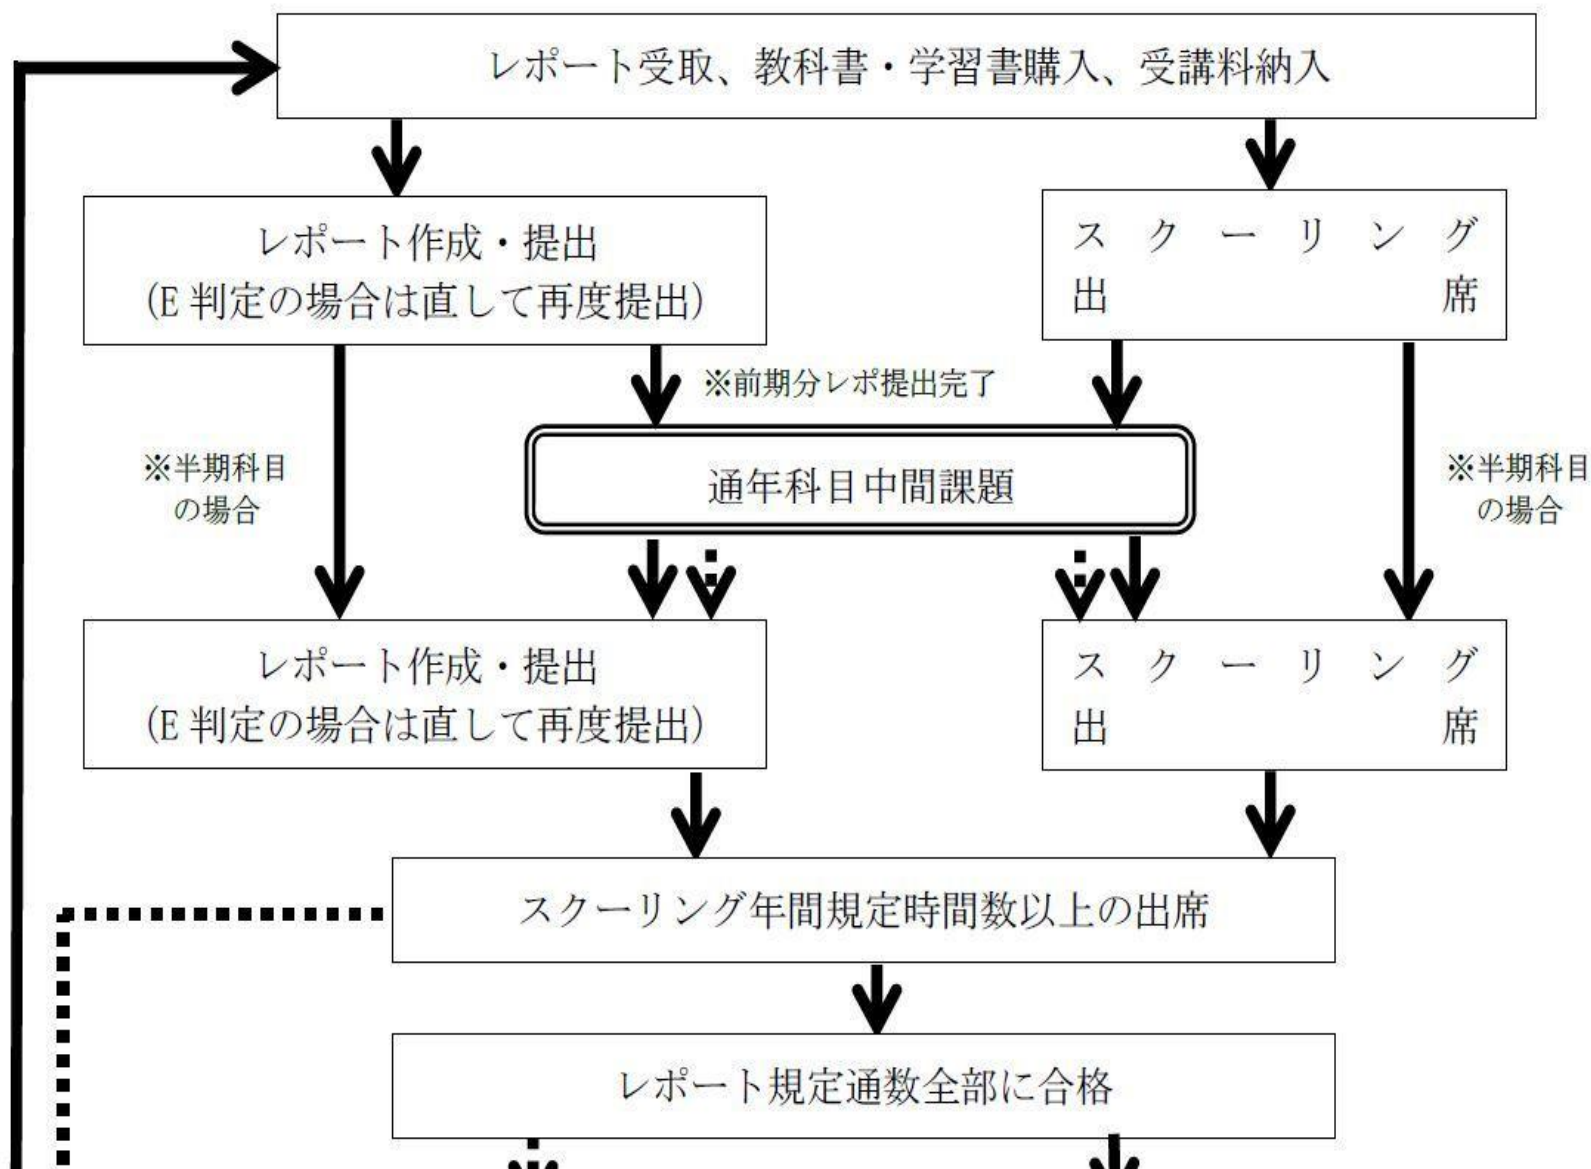 レポート受取、教科書・学習書購入、受講料納入
レポート作成・提出
(E 判定の場合は直して再度提出)
スクーリング
出席
※前期分レポ提出完了
※半期科目
の場合
通年科目中間課題
※半期科目
の場合
レポート作成・提出
(E 判定の場合は直して再度提出)
スクーリング
出席
スクーリング年間規定時間数以上の出席
レポート規定通数全部に合格